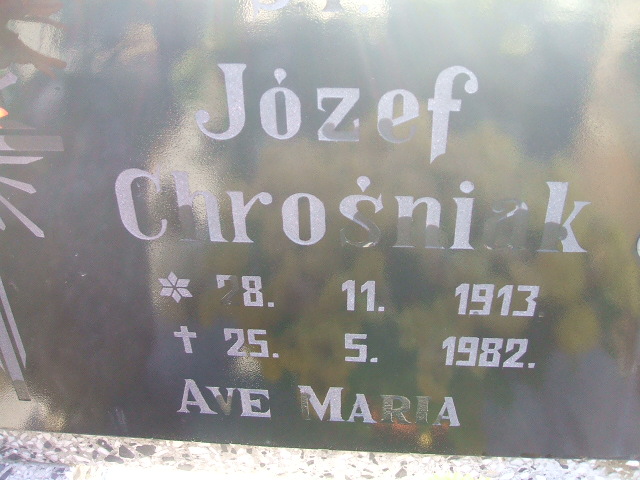 Józef
Chrośniak
* 28. 11. 1913.
† 25. 5. 1982.
AVE MARIA